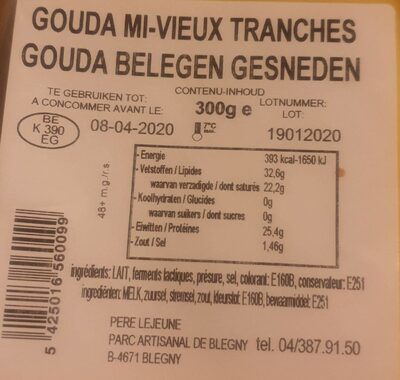 GOUDA MI-VIEUX TRANCHES
GOUDA BELEGEN GESNEDEN
CONTENU-INHOUD
TE GEBRUIKEN TOT:
A CONCOMMER AVANT LE:
300g e
LOTNUMMER:
LOT:
BE
K 390
EG
08-04-2020
7°C
19012020
48+ m.g./r.s
- Energie 393 kcal-1650 kJ
- Vetstoffen / Lipides 32,6g
waarvan verzadigde / dont saturés 22,2g
- Koolhydraten / Glucides 0g
waarvan suikers / dont sucres 0g
- Eiwitten / Protéines 25,4g
- Zout / Sel 1,46g
ingrédients: LAIT, ferments lactiques, présure, sel, colorant: E160B, conservateur: E251
ingrediënten: MELK, zuursel, stremsel, zout, kleurstof: E160B, bewaarmiddel: E251
5 425016 560099
PERE LEJEUNE
PARC ARTISANAL DE BLEGNY tel. 04/387.91.50
B-4671 BLEGNY